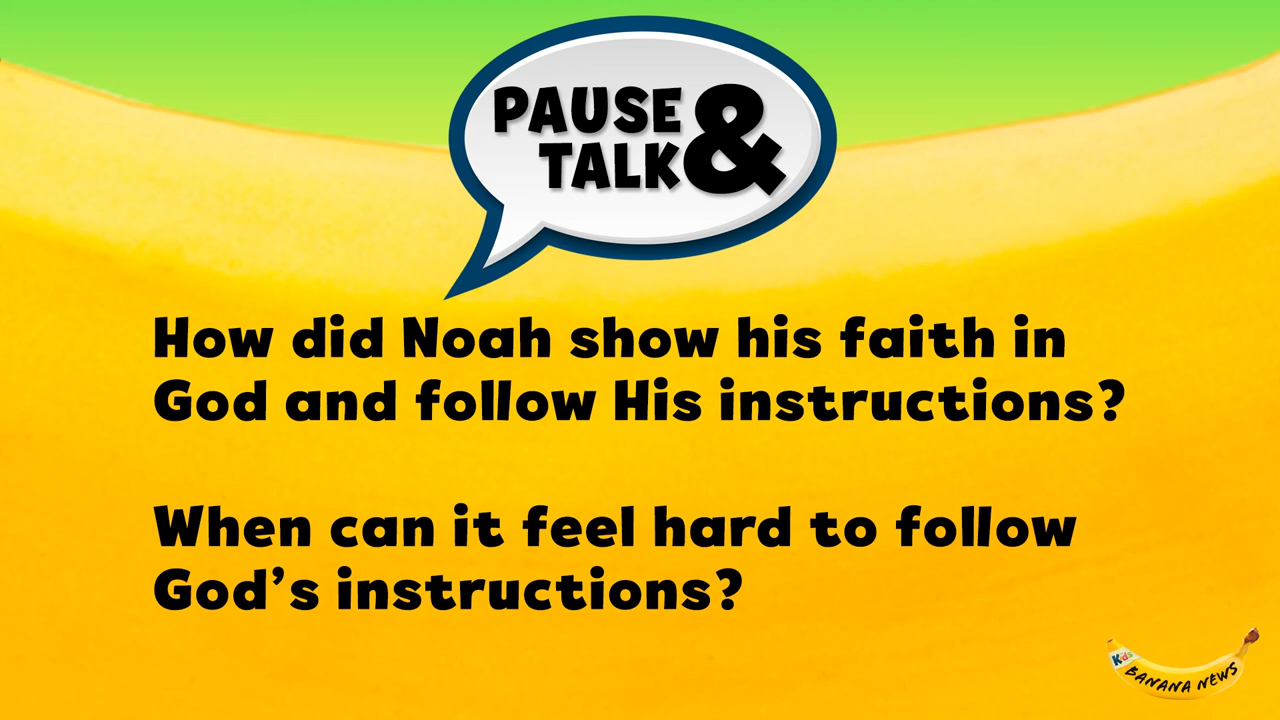 PAUSE &
TALK
How did Noah show his faith in
God and follow His instructions?
When can it feel hard to follow
God's instructions?
Kids
BANANA NEWS